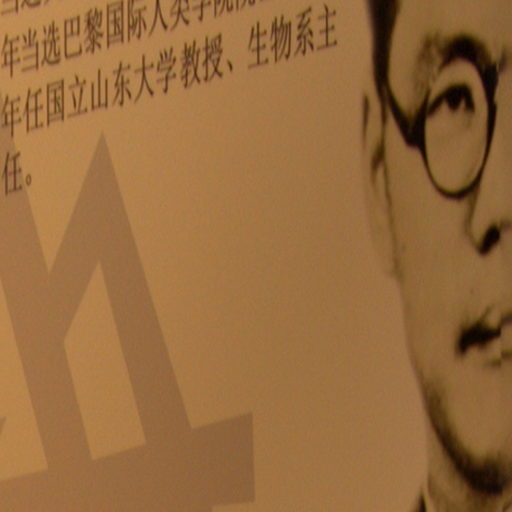 年当选巴黎国际人类学院院
年任国立山东大学教授、生物系主
任。